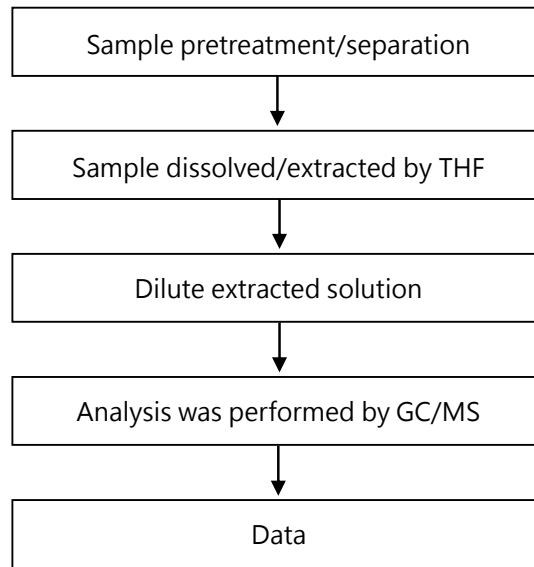 Sample pretreatment/separation
Sample dissolved/extracted by THF
Dilute extracted solution
Analysis was performed by GC/MS
Data